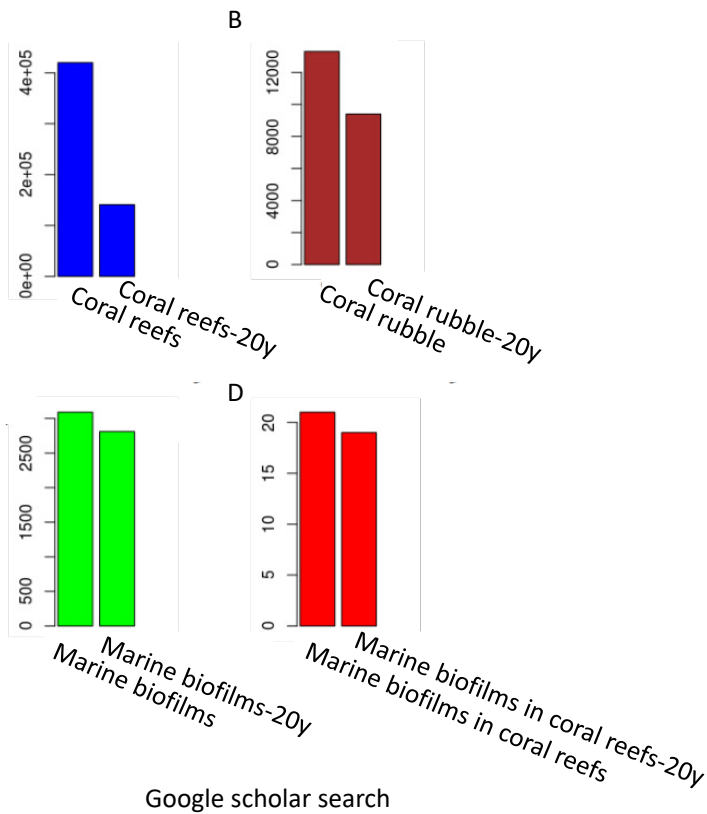 B
4e+05
2e+05
0e+00
Coral reefs
Coral reefs-20y
12000
8000
4000
0
Coral rubble
Coral rubble-20y
D
2500
1500
500
0
Marine biofilms
Marine biofilms-20y
20
15
10
5
0
Marine biofilms in coral reefs
Marine biofilms in coral reefs-20y
Google scholar search